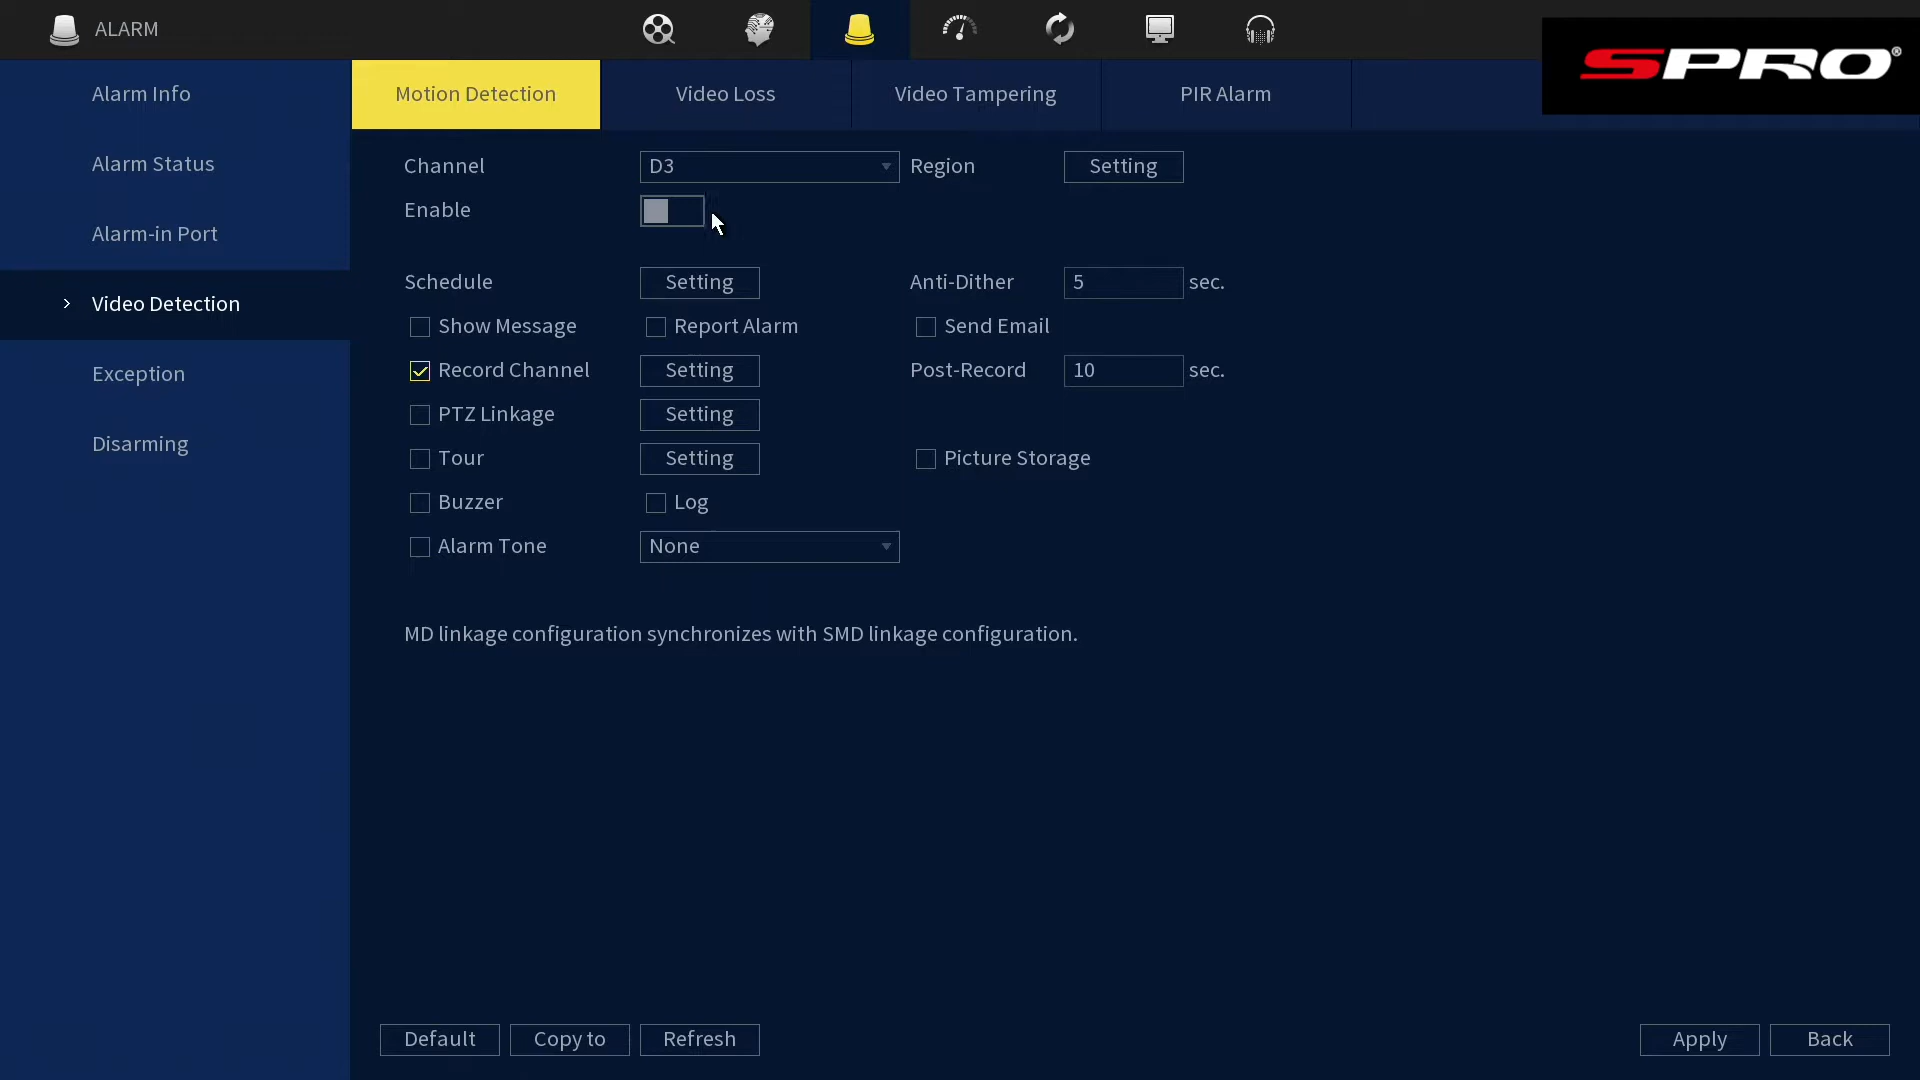 ALARM
SPRO®
Alarm Info
Alarm Status
Alarm-in Port
Video Detection
Exception
Disarming
Motion Detection
Video Loss
Video Tampering
PIR Alarm
Channel D3 Region Setting
Enable
Schedule Setting Anti-Dither 5 sec.
Show Message Report Alarm Send Email
Record Channel Setting Post-Record 10 sec.
PTZ Linkage Setting
Tour Setting Picture Storage
Buzzer Log
Alarm Tone None
MD linkage configuration synchronizes with SMD linkage configuration.
Default Copy to Refresh Apply Back